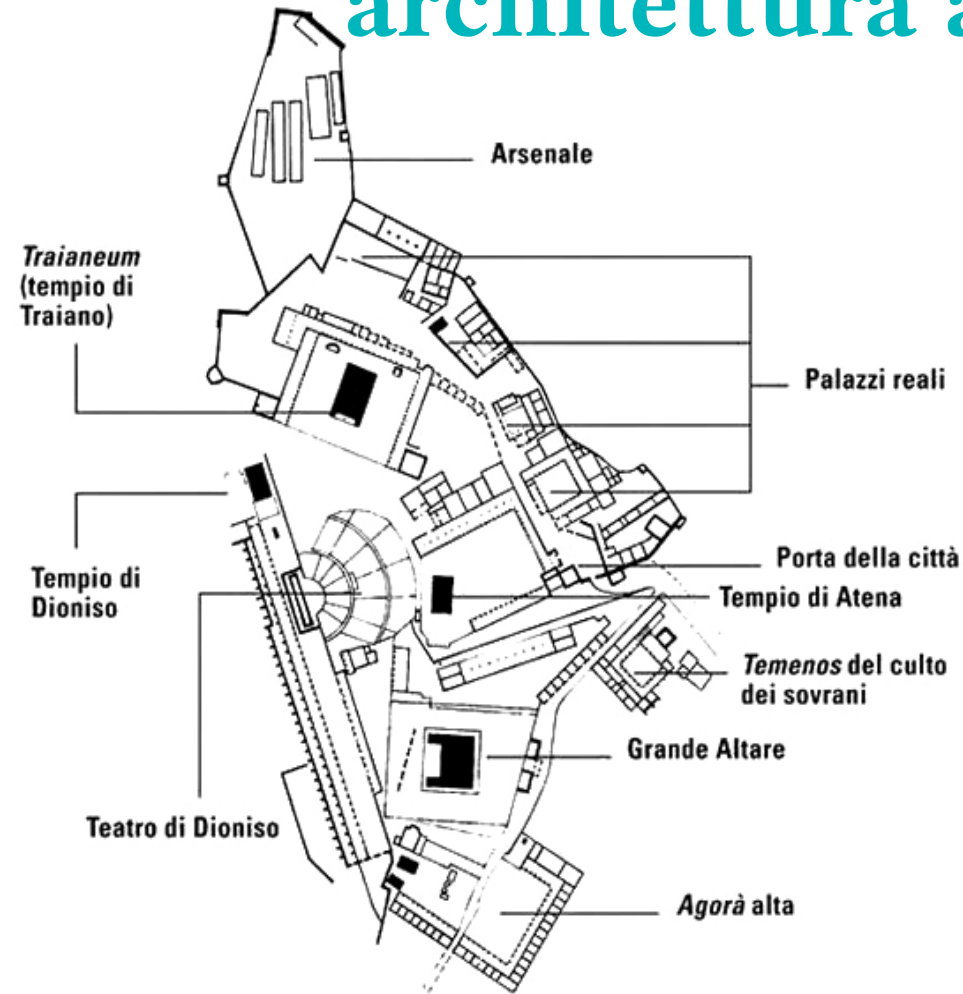 architettura a
Arsenale
Traianeum
(tempio di
Traiano)
Palazzi reali
Porta della città
Tempio di
Dioniso
Tempio di Atena
Temenos del culto
dei sovrani
Grande Altare
Teatro di Dioniso
Agorà alta